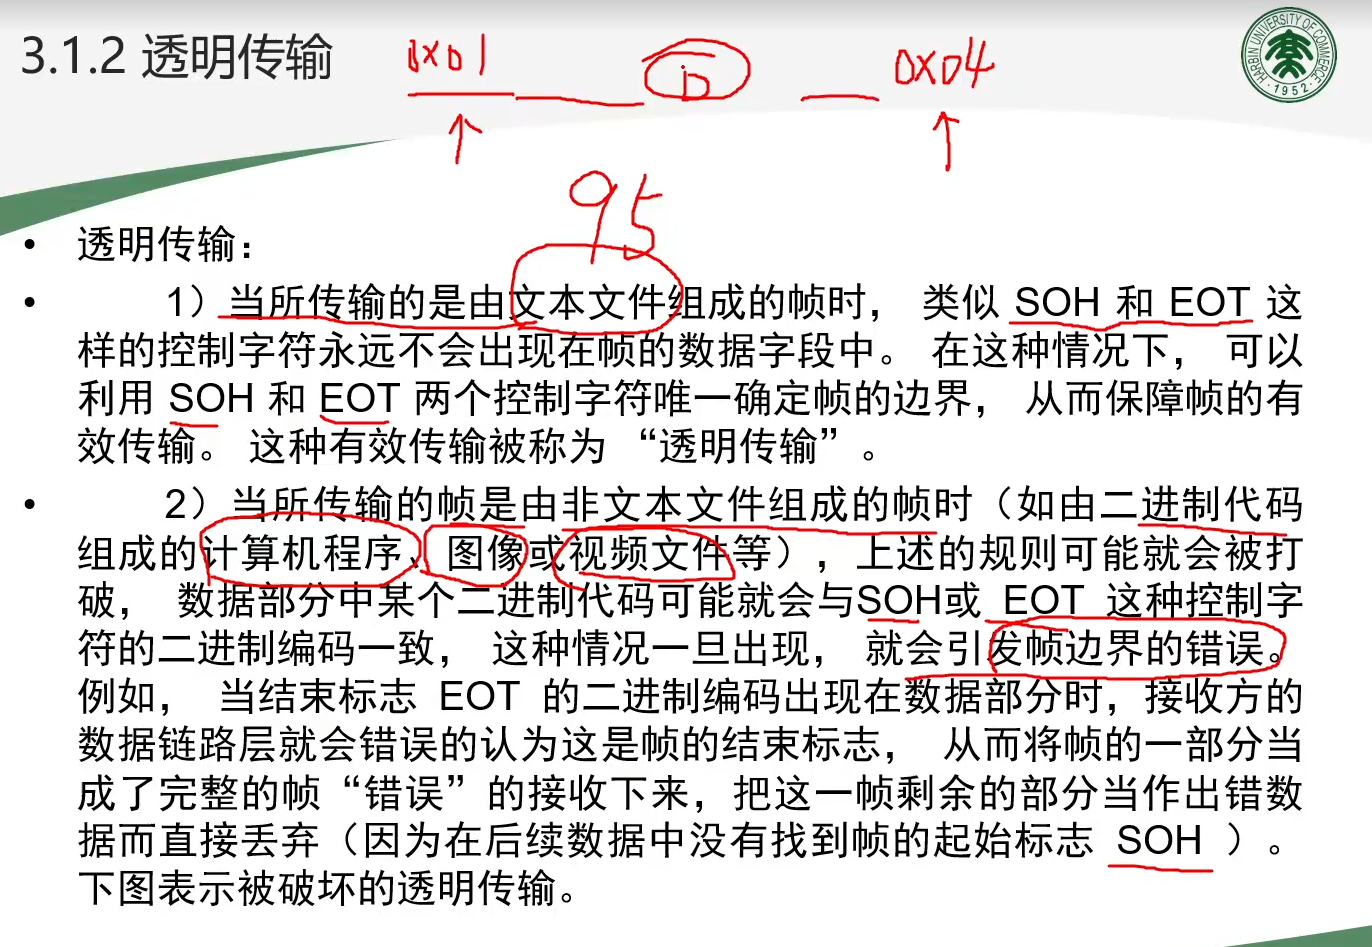 3.1.2 透明传输
0X01
D
0X04
HARBIN UNIVERSITY OF COMMERCE
·1952·
95
• 透明传输：
• 1）当所传输的是由文本文件组成的帧时， 类似 SOH 和 EOT 这
样的控制字符永远不会出现在帧的数据字段中。 在这种情况下， 可以
利用 SOH 和 EOT 两个控制字符唯一确定帧的边界， 从而保障帧的有
效传输。 这种有效传输被称为 “透明传输” 。
• 2）当所传输的帧是由非文本文件组成的帧时（如由二进制代码
组成的计算机程序、图像或视频文件等）， 上述的规则可能就会被打
破， 数据部分中某个二进制代码可能就会与SOH或 EOT 这种控制字
符的二进制编码一致， 这种情况一旦出现， 就会引发帧边界的错误。
例如， 当结束标志 EOT 的二进制编码出现在数据部分时，接收方的
数据链路层就会错误的认为这是帧的结束标志， 从而将帧的一部分当
成了完整的帧“错误”的接收下来，把这一帧剩余的部分当作出错数
据而直接丢弃（因为在后续数据中没有找到帧的起始标志 SOH ）。
下图表示被破坏的透明传输。